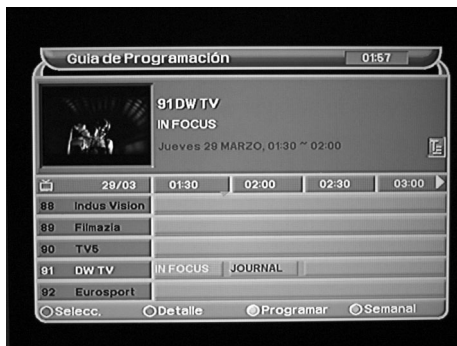 Guia de Programación 01:57
91 DW TV
IN FOCUS
Jueves 29 MARZO, 01:30 ~ 02:00
29/03 01:30 02:00 02:30 03:00
88 Indus Vision
89 Filmazia
90 TV5
91 DW TV IN FOCUS JOURNAL
92 Eurosport
Selecc. Detalle Programar Semanal